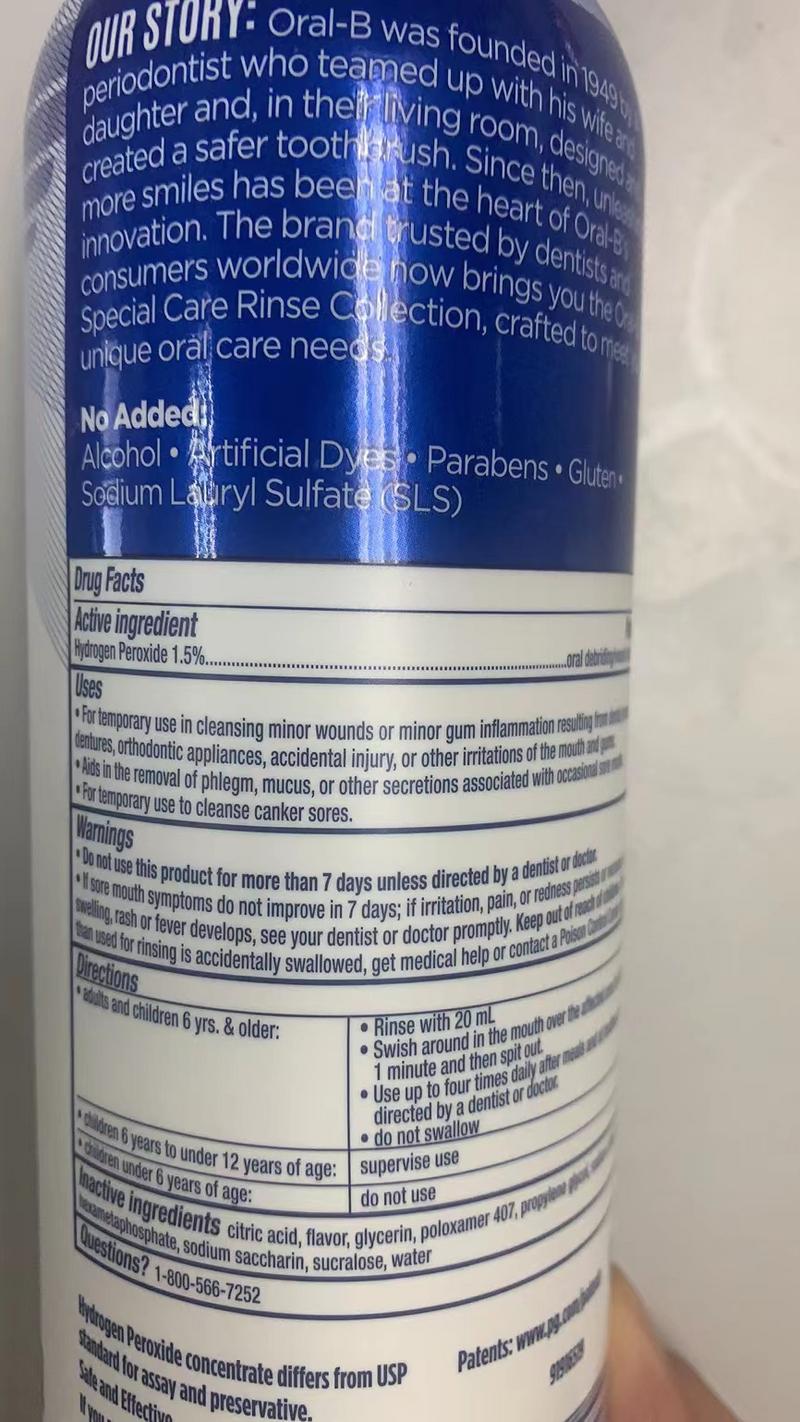 OUR STORY: Oral-B was founded in 1949
periodontist who teamed up with his wife and
daughter and, in their living room, designed
created a safer toothbrush. Since then,
more smiles has been at the heart of Oral-B's
innovation. The brand trusted by dentists and
consumers worldwide now brings you the
Special Care Rinse Collection, crafted to meet
unique oral care needs.
No Added:
Alcohol • Artificial Dyes • Parabens • Gluten •
Sodium Lauryl Sulfate (SLS)
Drug Facts
Active ingredient
Hydrogen Peroxide 1.5%..........oral debriding
Uses
• For temporary use in cleansing minor wounds or minor gum inflammation resulting from
dentures, orthodontic appliances, accidental injury, or other irritations of the mouth and gums.
• Aids in the removal of phlegm, mucus, or other secretions associated with occasional sore
• For temporary use to cleanse canker sores.
Warnings
• Do not use this product for more than 7 days unless directed by a dentist or doctor.
• If sore mouth symptoms do not improve in 7 days; if irritation, pain, or redness persists or
swelling, rash or fever develops, see your dentist or doctor promptly. Keep out of reach of
than used for rinsing is accidentally swallowed, get medical help or contact a Poison Control
Directions
• adults and children 6 yrs. & older:
• Rinse with 20 mL
• Swish around in the mouth over the affected
1 minute and then spit out.
• Use up to four times daily after meals and
directed by a dentist or doctor.
• do not swallow
• children 6 years to under 12 years of age: supervise use
• children under 6 years of age: do not use
Inactive ingredients citric acid, flavor, glycerin, poloxamer 407, propylene glycol,
hexametaphosphate, sodium saccharin, sucralose, water
Questions? 1-800-566-7252
Hydrogen Peroxide concentrate differs from USP
standard for assay and preservative.
Safe and Effective
If you
Patents: www.pg.com/patents